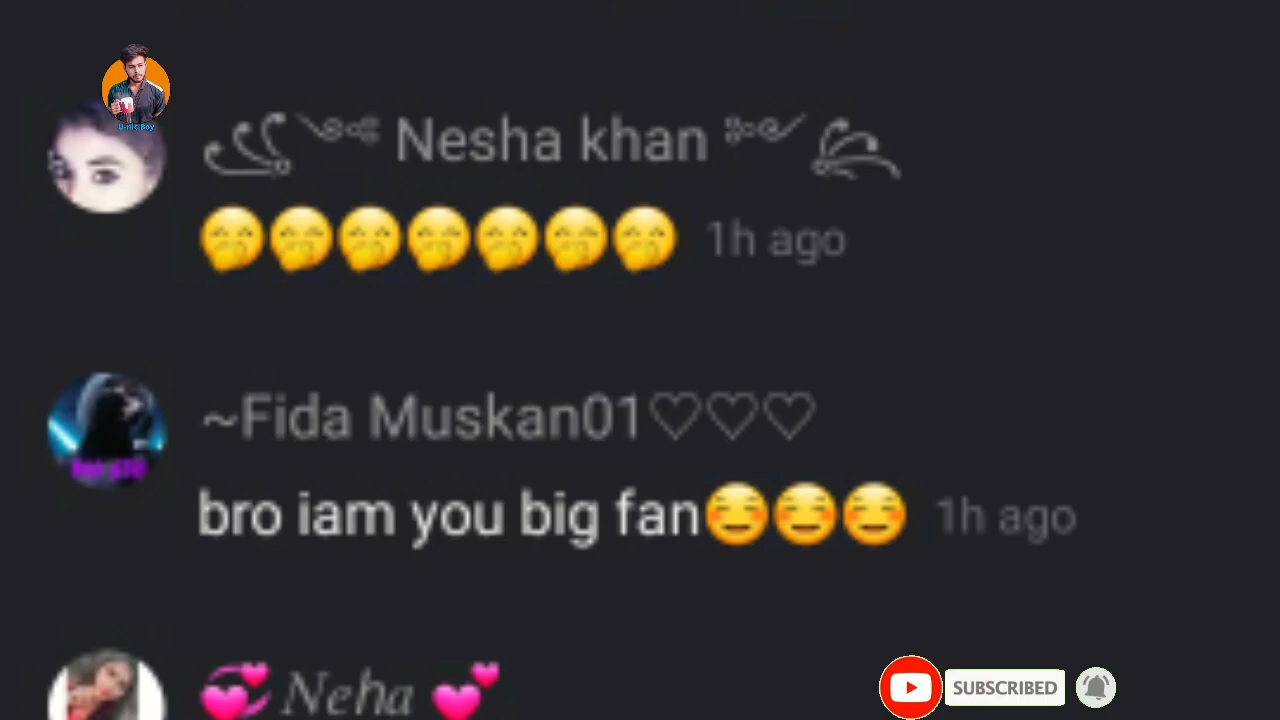 Nesha khan
🤭🤭🤭🤭🤭🤭🤭 1h ago
~Fida Muskan01♡♡♡
bro iam you big fan☺️☺️☺️ 1h ago
💞 Neha 💕
SUBSCRIBED